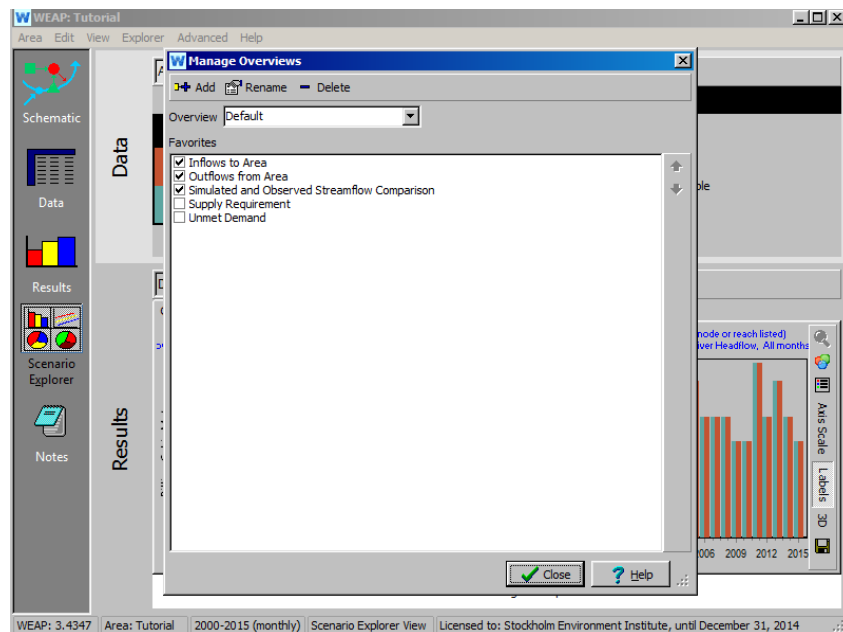 WEAP: Tutorial
Area Edit View Explorer Advanced Help
Manage Overviews
Add Rename Delete
Overview Default
Favorites
Inflows to Area
Outflows from Area
Simulated and Observed Streamflow Comparison
Supply Requirement
Unmet Demand
Close Help
Schematic
Data
Results
Scenario
Explorer
Notes
Data
Results
node or reach listed)
iver Headflow, All months
Axis Scale
Labels
3D
006 2009 2012 2015
WEAP: 3.4347 Area: Tutorial 2000-2015 (monthly) Scenario Explorer View Licensed to: Stockholm Environment Institute, until December 31, 2014